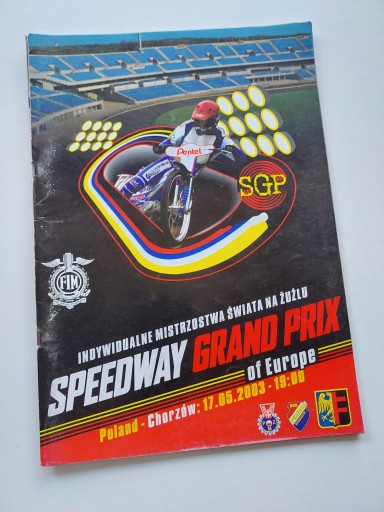 Pentel
SGP
FIM
INDYWIDUALNE MISTRZOSTWA ŚWIATA NA ŻUŻLU
SPEEDWAY GRAND PRIX
of Europe
Poland - Chorzów: 17.05.2003 - 19:00